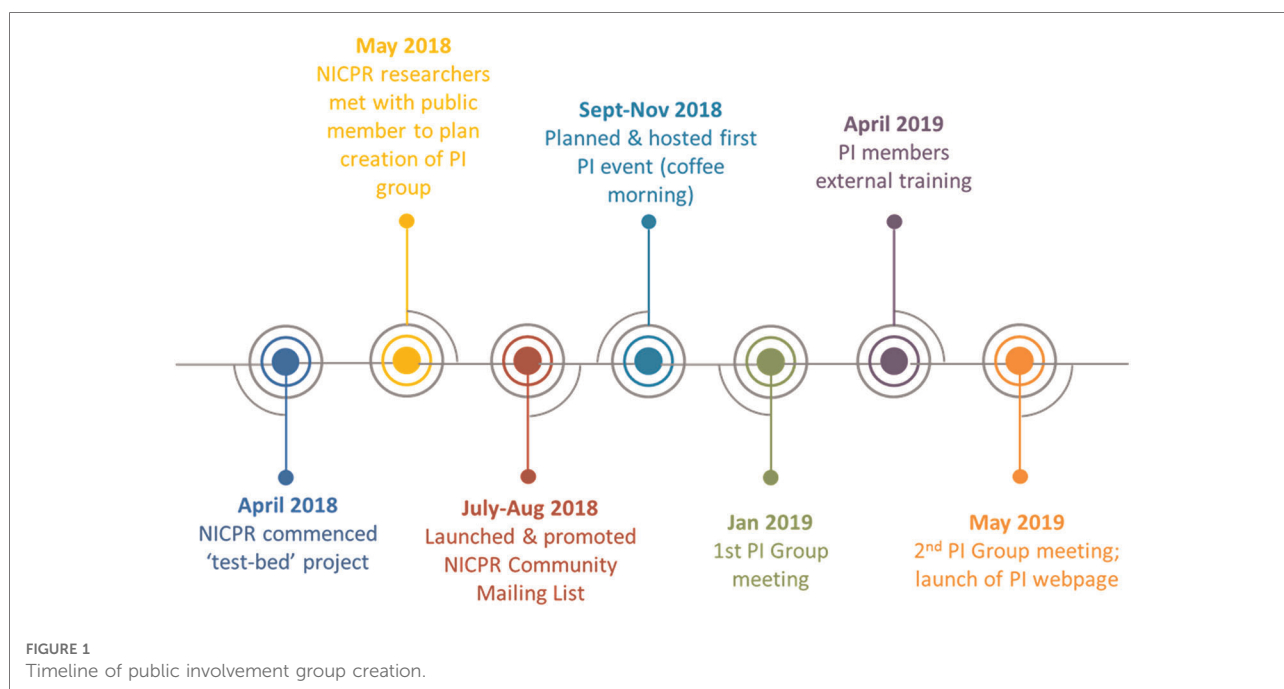 May 2018
NICPR researchers
met with public
member to plan
creation of PI
group
Sept-Nov 2018
Planned & hosted first
PI event (coffee
morning)
April 2019
PI members
external training
April 2018
NICPR commenced
‘test-bed’ project
July-Aug 2018
Launched & promoted
NICPR Community
Mailing List
Jan 2019
1st PI Group
meeting
May 2019
2nd PI Group meeting;
launch of PI webpage
FIGURE 1
Timeline of public involvement group creation.